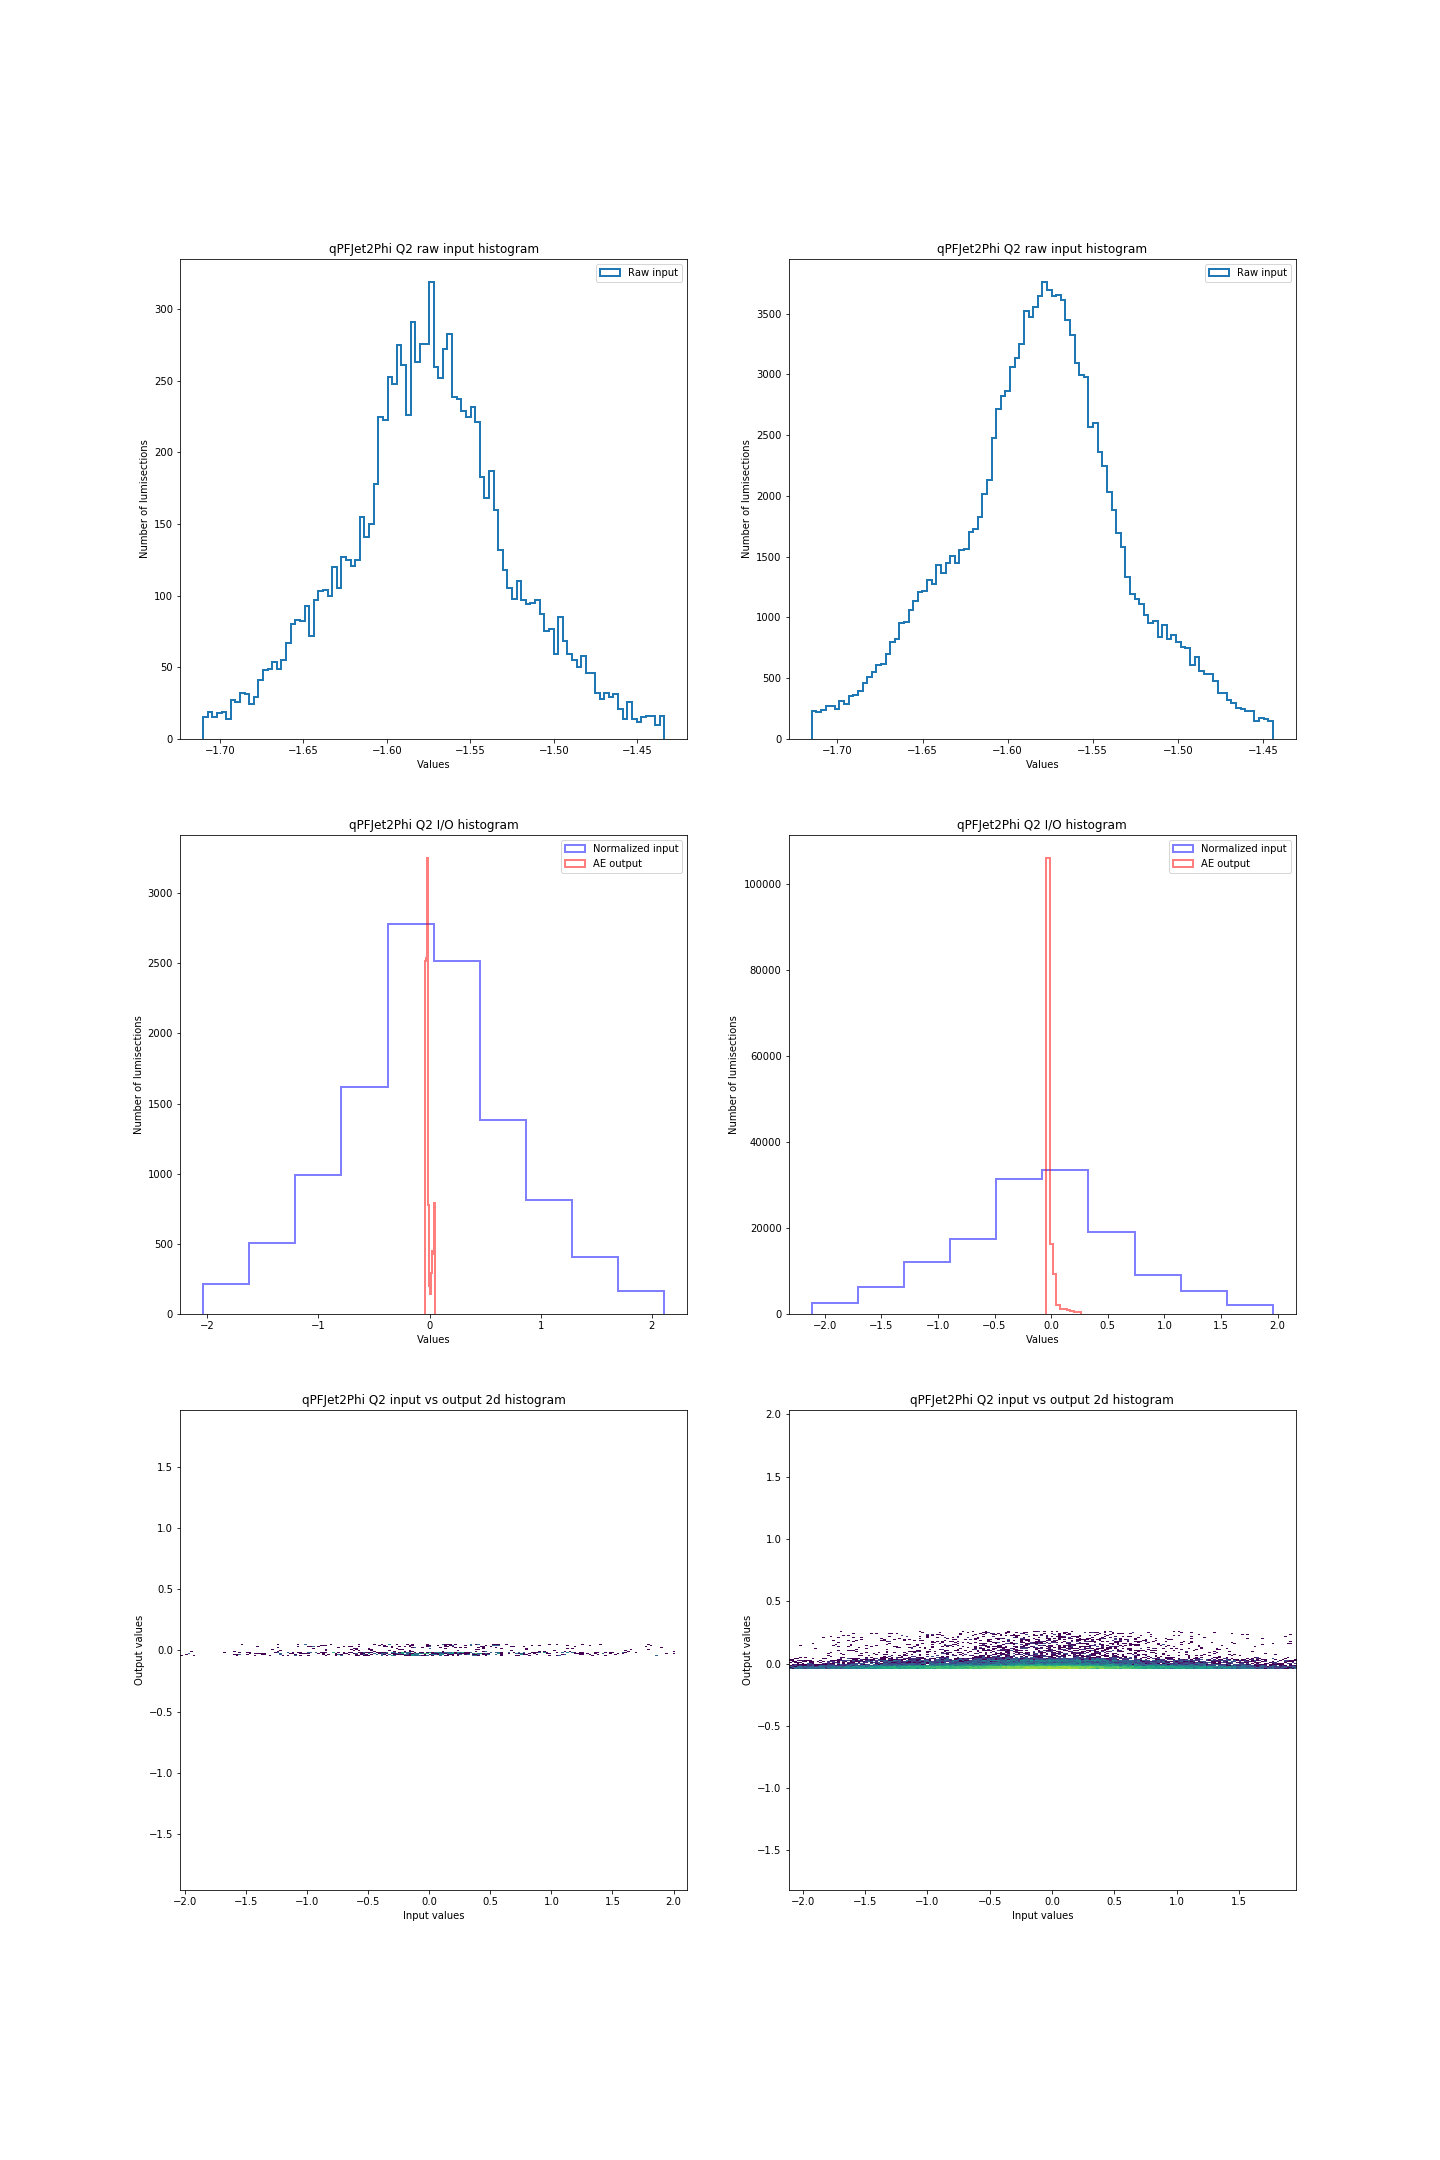 qPFJet2Phi Q2 raw input histogram
Raw input
300
250
200
150
100
50
0
Number of lumisections
−1.70 −1.65 −1.60 −1.55 −1.50 −1.45
Values
qPFJet2Phi Q2 raw input histogram
Raw input
3500
3000
2500
2000
1500
1000
500
0
Number of lumisections
−1.70 −1.65 −1.60 −1.55 −1.50 −1.45
Values
qPFJet2Phi Q2 I/O histogram
Normalized input
AE output
3000
2500
2000
1500
1000
500
0
Number of lumisections
−2 −1 0 1 2
Values
qPFJet2Phi Q2 I/O histogram
Normalized input
AE output
100000
80000
60000
40000
20000
0
Number of lumisections
−2.0 −1.5 −1.0 −0.5 0.0 0.5 1.0 1.5 2.0
Values
qPFJet2Phi Q2 input vs output 2d histogram
1.5
1.0
0.5
0.0
−0.5
−1.0
−1.5
Output values
−2.0 −1.5 −1.0 −0.5 0.0 0.5 1.0 1.5 2.0
Input values
qPFJet2Phi Q2 input vs output 2d histogram
2.0
1.5
1.0
0.5
0.0
−0.5
−1.0
−1.5
Output values
−2.0 −1.5 −1.0 −0.5 0.0 0.5 1.0 1.5
Input values